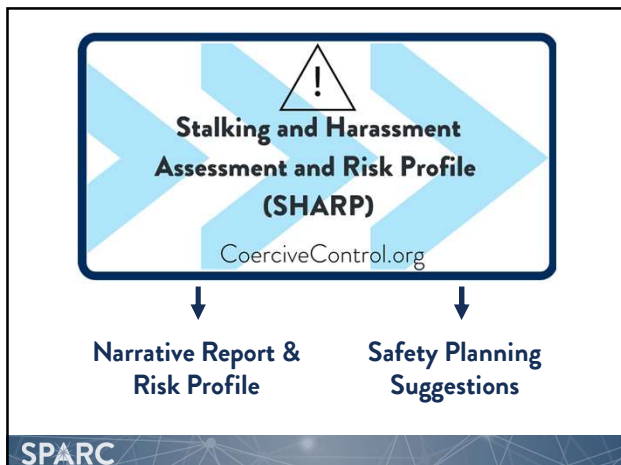 !
Stalking and Harassment
Assessment and Risk Profile
(SHARP)
CoerciveControl.org
Narrative Report &
Risk Profile
Safety Planning
Suggestions
SPARC